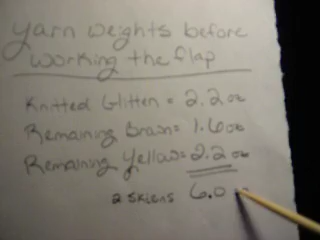 Yarn weights before
working the flap
Knitted Glitten = 2.2 oz
Remaining Brown = 1.6 oz
Remaining Yellow = 2.2 oz
2 skiens 6.0